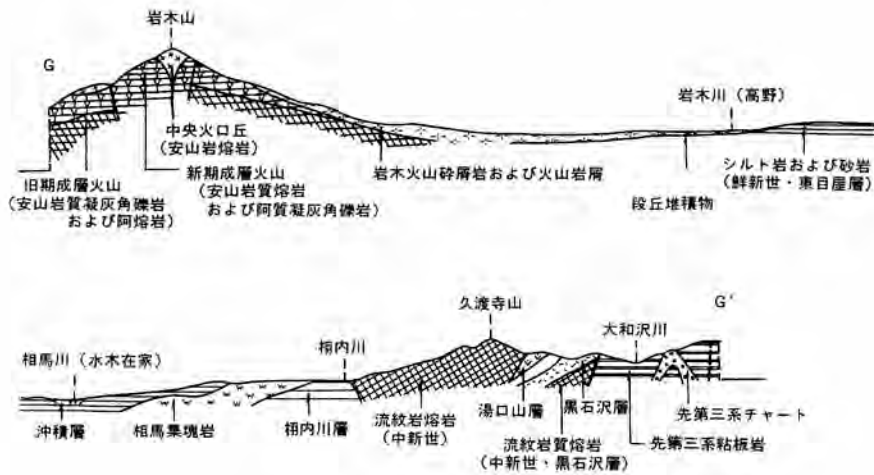 岩木山
G
岩木川(高野)
中央火口丘
(安山岩熔岩)
旧期成層火山
(安山岩質凝灰角礫岩
および同熔岩)
新期成層火山
(安山岩質熔岩
および同質凝灰角礫岩)
岩木火山砕屑岩および火山岩屑
段丘堆積物
シルト岩および砂岩
(鮮新世・東目屋層)
久渡寺山
G′
大和沢川
栩内川
相馬川(水木在家)
沖積層
相馬集塊岩
栩内川層
流紋岩熔岩
(中新世)
湯口山層
黒石沢層
流紋岩質熔岩
(中新世・黒石沢層)
先第三系チャート
先第三系粘板岩